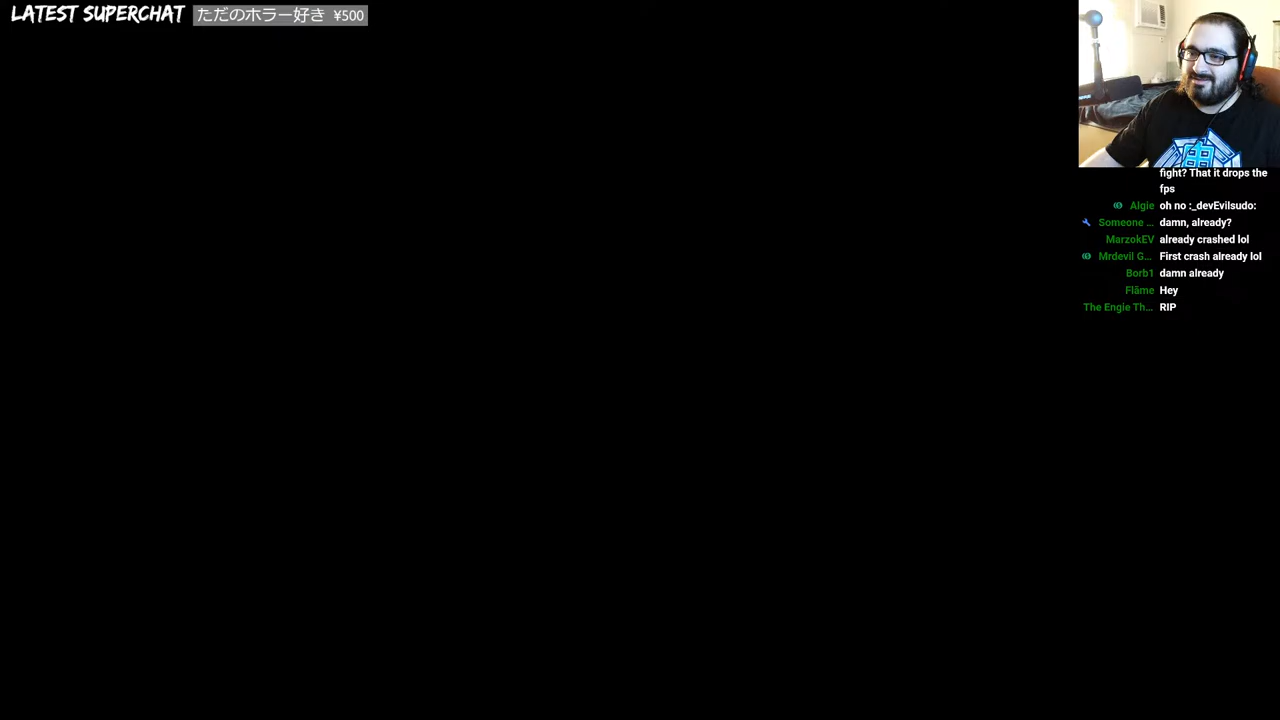 LATEST SUPERCHAT ただのホラー好き ¥500
fight? That it drops the
fps
Algie oh no :_devEvilsudo:
Someone ... damn, already?
MarzokEV already crashed lol
Mrdevil G... First crash already lol
Borb1 damn already
Flāme Hey
The Engie Th... RIP